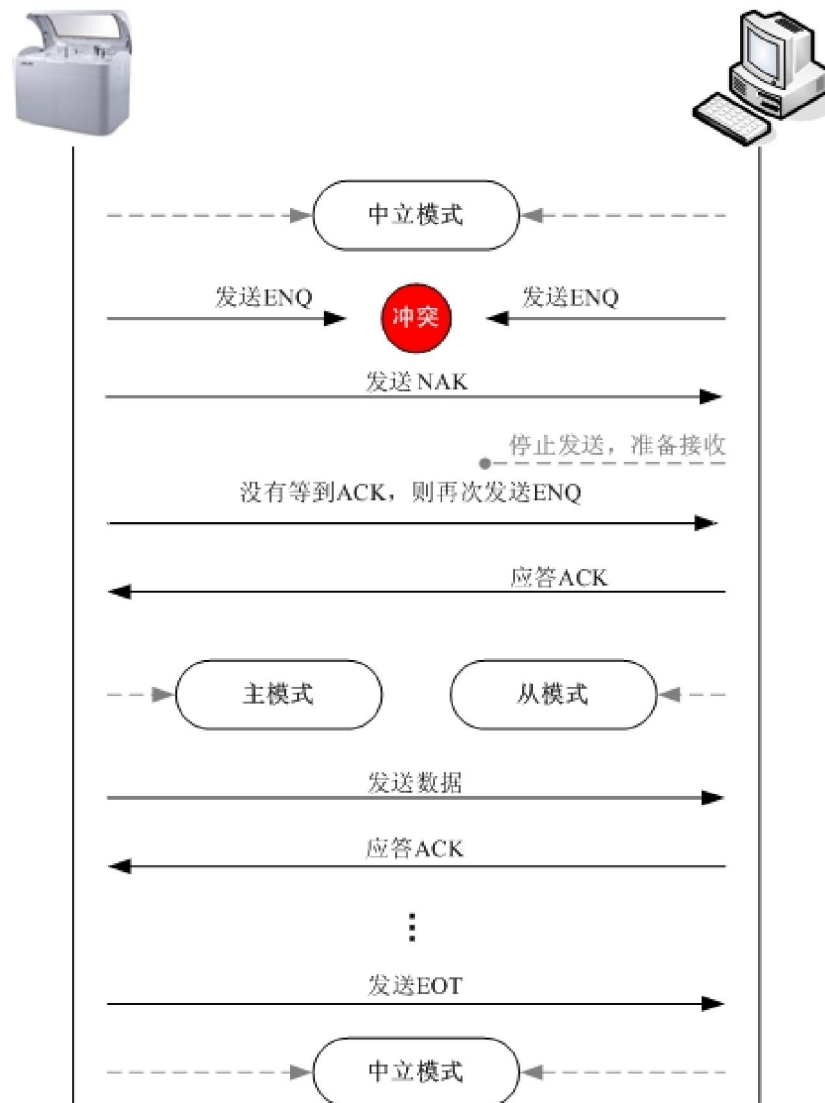 中立模式
发送ENQ
发送ENQ
冲突
发送NAK
停止发送，准备接收
没有等到ACK，则再次发送ENQ
应答ACK
主模式
从模式
发送数据
应答ACK
⋮
发送EOT
中立模式